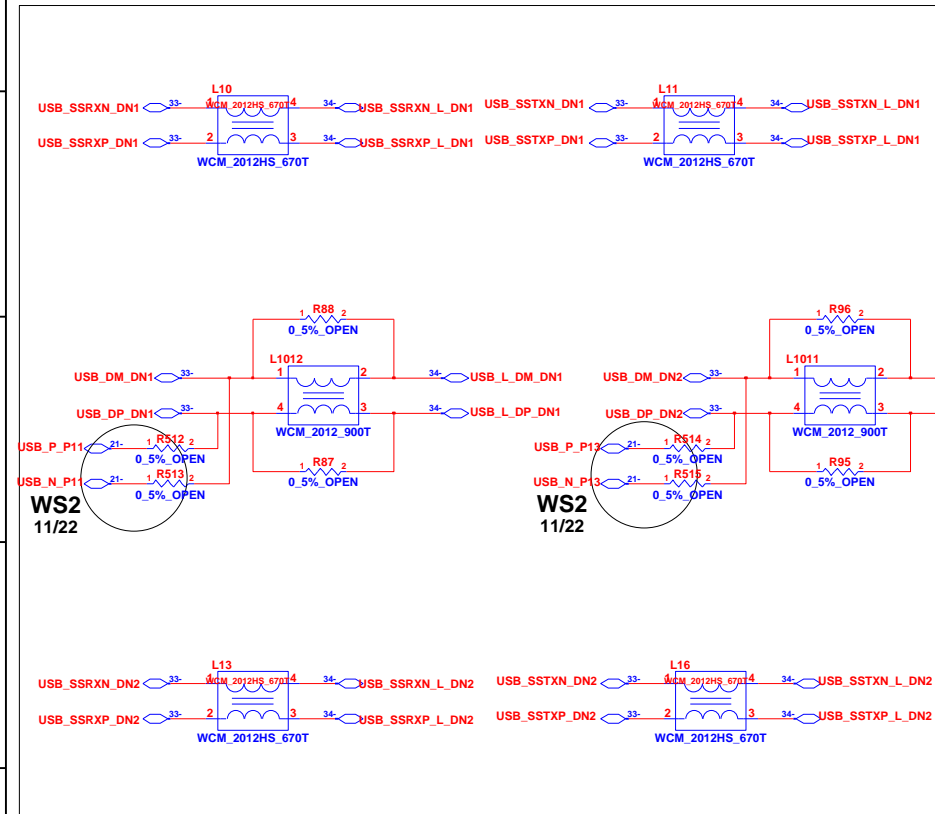 L10
USB_SSRXN_DN1 33- 1 WCM_2012HS_670T 4 34- USB_SSRXN_L_DN1
USB_SSRXP_DN1 33- 2 3 34- USB_SSRXP_L_DN1
WCM_2012HS_670T
L11
USB_SSTXN_DN1 33- 1 WCM_2012HS_670T 4 34- USB_SSTXN_L_DN1
USB_SSTXP_DN1 33- 2 3 34- USB_SSTXP_L_DN1
WCM_2012HS_670T
R88
1 2
0_5%_OPEN
L1012
USB_DM_DN1 33- 1 2 34- USB_L_DM_DN1
USB_DP_DN1 33- 4 3 34- USB_L_DP_DN1
WCM_2012_900T
USB_P_P11 21- 1 R512 2
0_5%_OPEN
USB_N_P11 21- 1 R513 2
0_5%_OPEN
R87
1 2
0_5%_OPEN
WS2
11/22
R96
1 2
0_5%_OPEN
L1011
USB_DM_DN2 33- 1 2
USB_DP_DN2 33- 4 3
WCM_2012_900T
USB_P_P13 21- 1 R514 2
0_5%_OPEN
USB_N_P13 21- 1 R515 2
0_5%_OPEN
R95
1 2
0_5%_OPEN
WS2
11/22
L13
USB_SSRXN_DN2 33- 1 WCM_2012HS_670T 4 34- USB_SSRXN_L_DN2
USB_SSRXP_DN2 33- 2 3 34- USB_SSRXP_L_DN2
WCM_2012HS_670T
L16
USB_SSTXN_DN2 33- 1 WCM_2012HS_670T 4 34- USB_SSTXN_L_DN2
USB_SSTXP_DN2 33- 2 3 34- USB_SSTXP_L_DN2
WCM_2012HS_670T